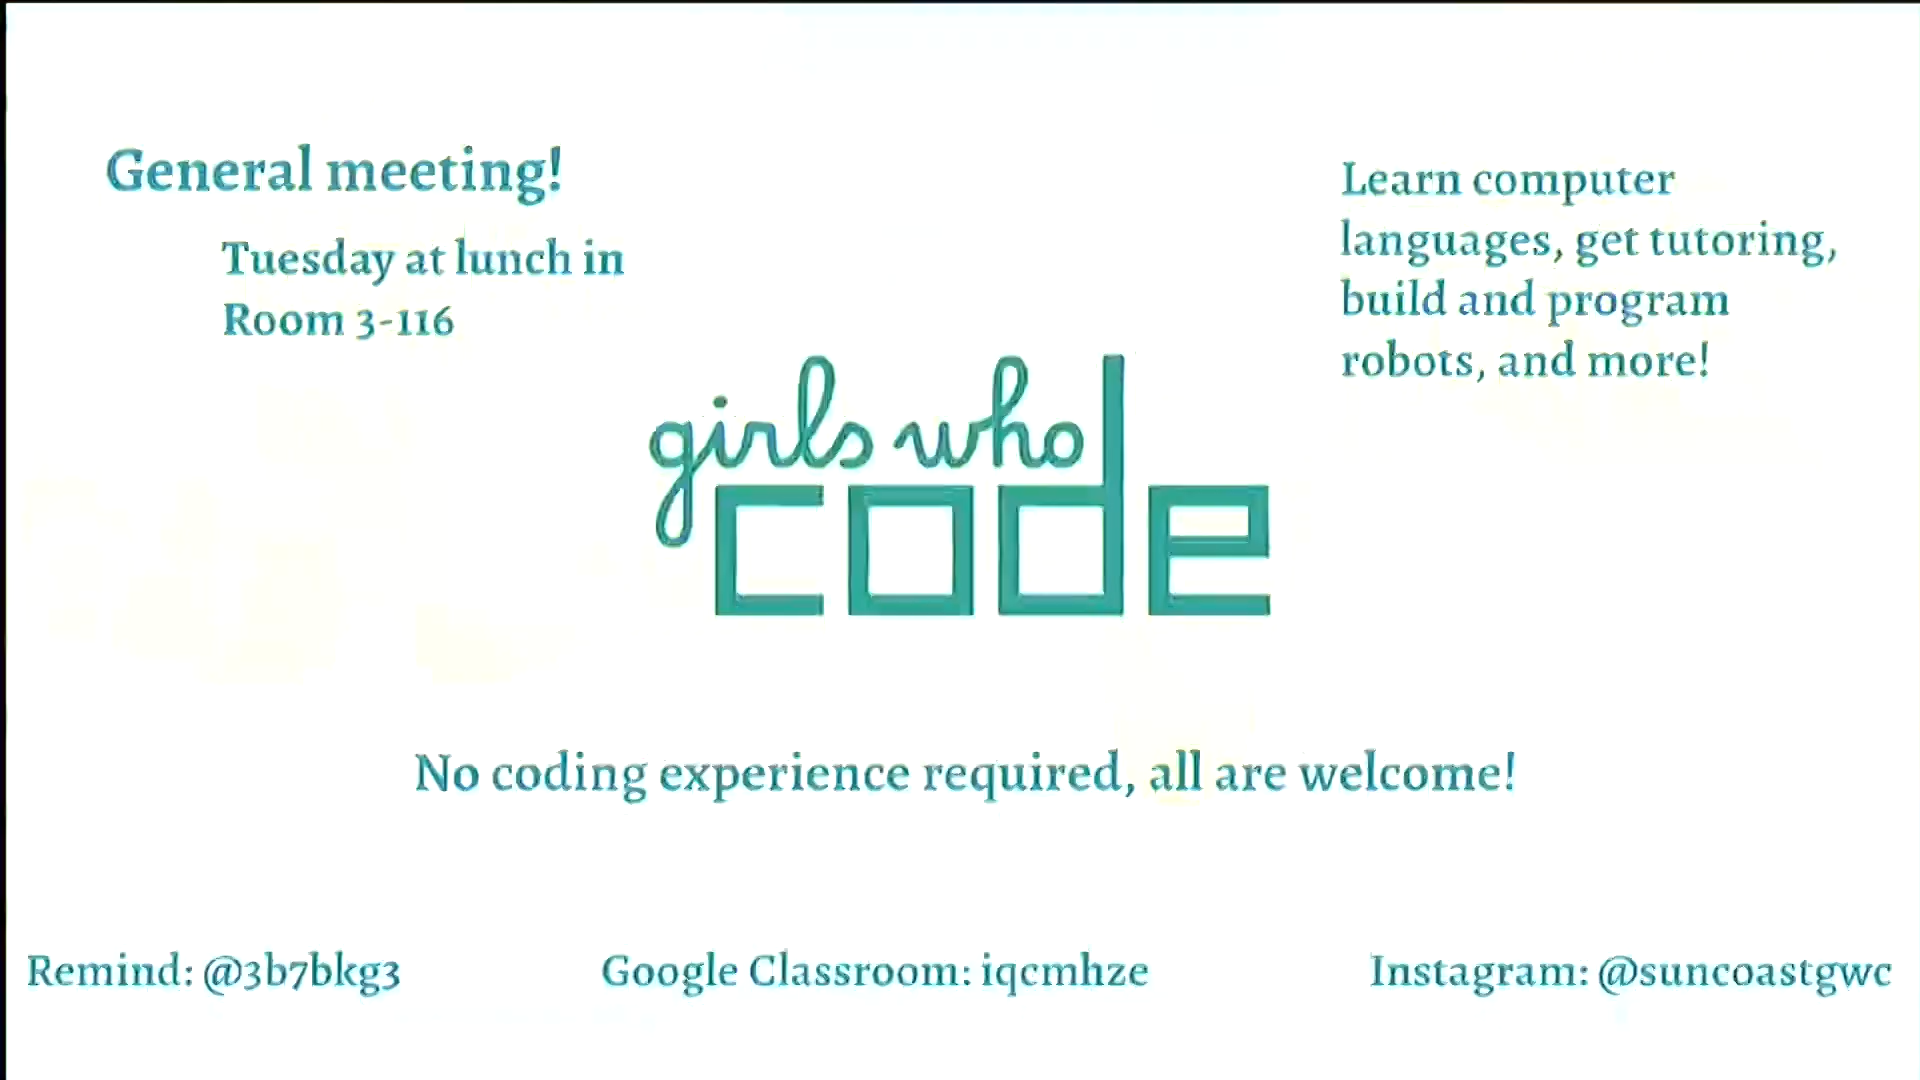 General meeting!
Tuesday at lunch in
Room 3-116
Learn computer
languages, get tutoring,
build and program
robots, and more!
girls who
code
No coding experience required, all are welcome!
Remind: @3b7bkg3
Google Classroom: iqcmhze
Instagram: @suncoastgwc